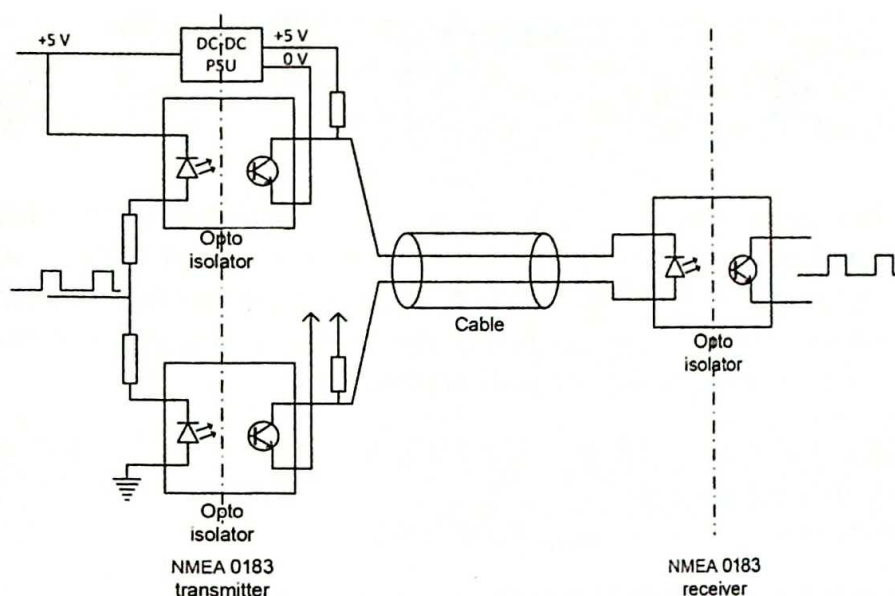 +5 V
DC-DC
PSU
+5 V
0 V
Opto
isolator
Cable
Opto
isolator
Opto
isolator
NMEA 0183
transmitter
NMEA 0183
receiver